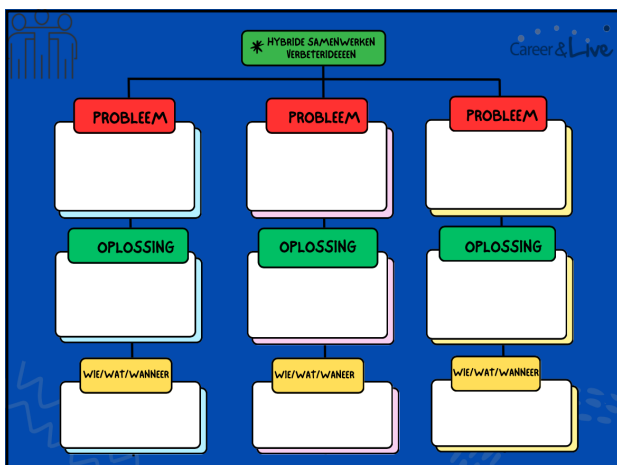 * HYBRIDE SAMENWERKEN
VERBETERIDEEEEN
Career & Live
PROBLEEM
PROBLEEM
PROBLEEM
OPLOSSING
OPLOSSING
OPLOSSING
WIE/WAT/WANNEER
WIE/WAT/WANEER
WIE/WAT/WANNEER